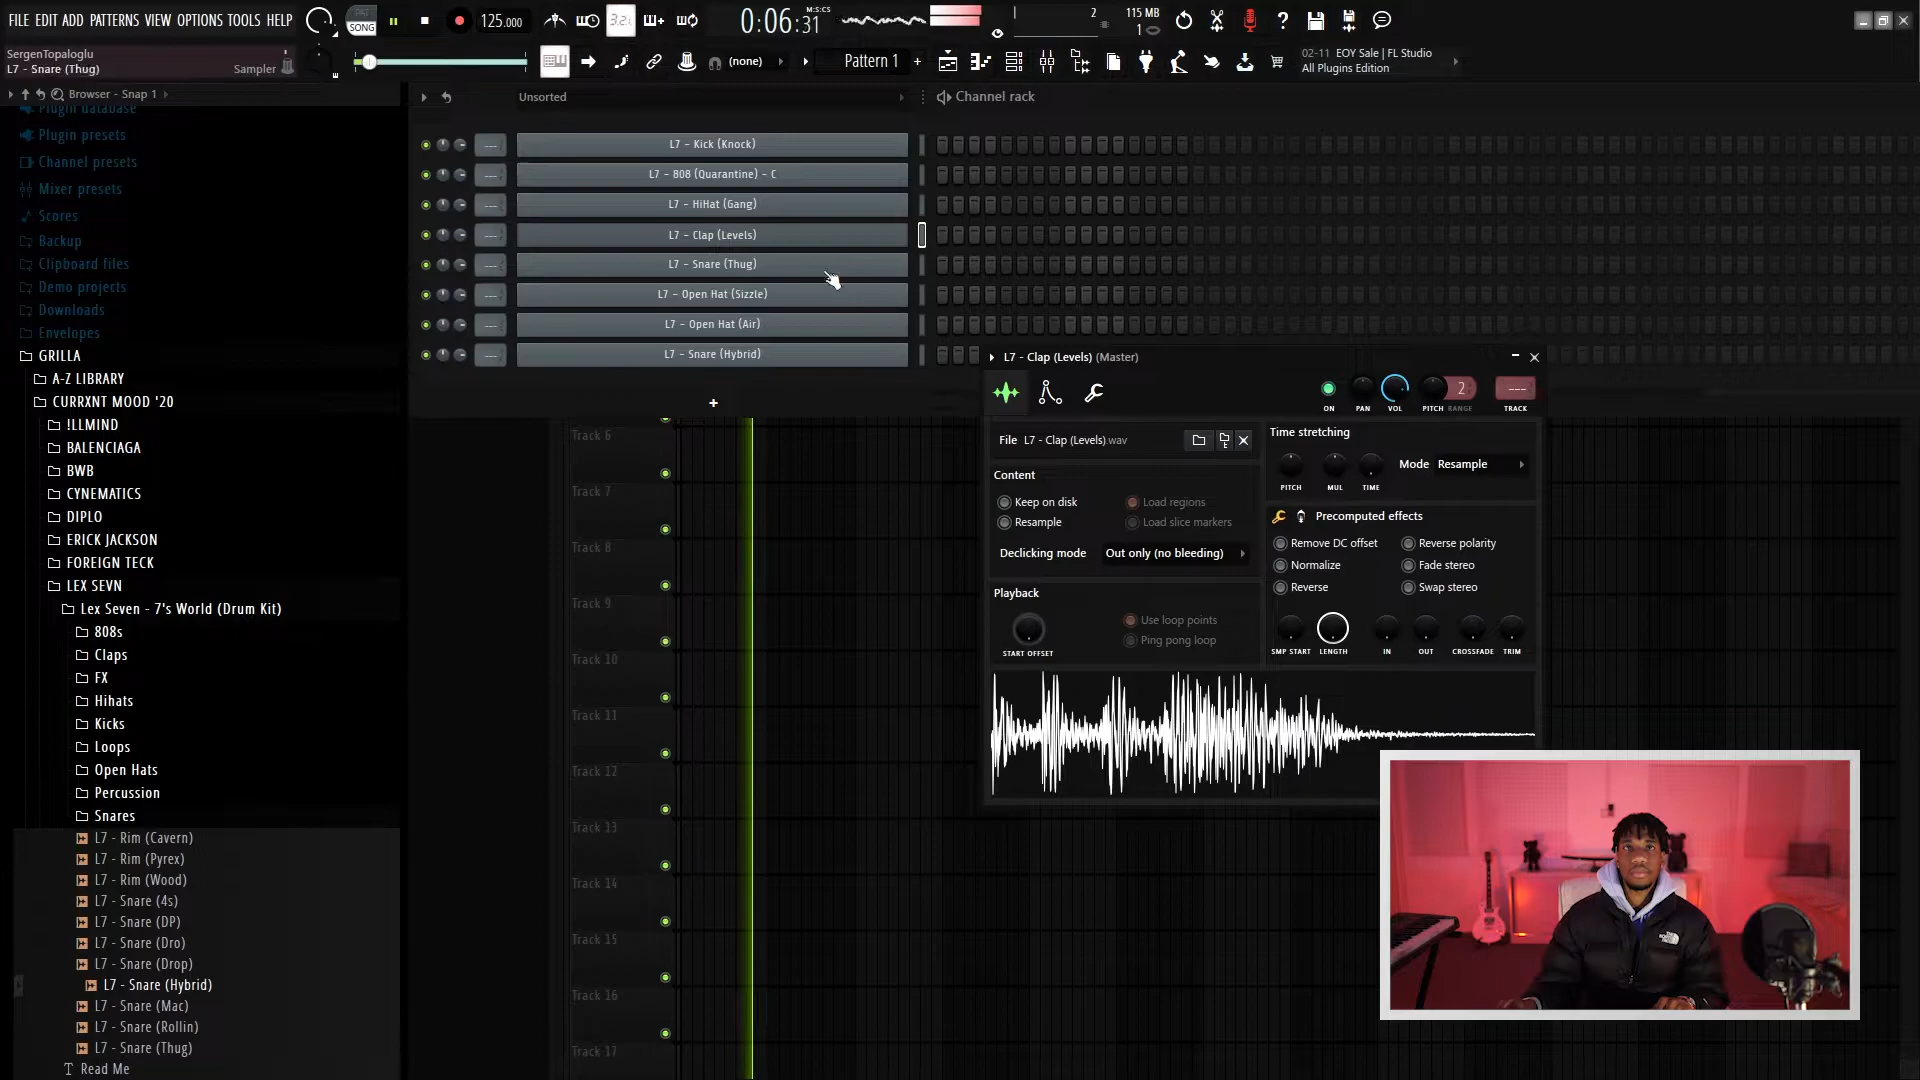 FILE EDIT ADD PATTERNS VIEW OPTIONS TOOLS HELP
PAT
SONG
125.000
3.2.
0:06:31
M:S:CS
2
115 MB
1
SergenTopaloglu
L7 - Snare (Thug)
Sampler
(none)
Pattern 1
+
02-11 EOY Sale | FL Studio
All Plugins Edition
Browser - Snap 1
Plugin database
Plugin presets
Channel presets
Mixer presets
Scores
Backup
Clipboard files
Demo projects
Downloads
Envelopes
GRILLA
A-Z LIBRARY
CURRXNT MOOD '20
!LLMIND
BALENCIAGA
BWB
CYNEMATICS
DIPLO
ERICK JACKSON
FOREIGN TECK
LEX SEVN
Lex Seven - 7's World (Drum Kit)
808s
Claps
FX
Hihats
Kicks
Loops
Open Hats
Percussion
Snares
L7 - Rim (Cavern)
L7 - Rim (Pyrex)
L7 - Rim (Wood)
L7 - Snare (4s)
L7 - Snare (DP)
L7 - Snare (Dro)
L7 - Snare (Drop)
L7 - Snare (Hybrid)
L7 - Snare (Mac)
L7 - Snare (Rollin)
L7 - Snare (Thug)
Read Me
Unsorted
Channel rack
L7 - Kick (Knock)
L7 - 808 (Quarantine) - C
L7 - HiHat (Gang)
L7 - Clap (Levels)
L7 - Snare (Thug)
L7 - Open Hat (Sizzle)
L7 - Open Hat (Air)
L7 - Snare (Hybrid)
+
Track 6
Track 7
Track 8
Track 9
Track 10
Track 11
Track 12
Track 13
Track 14
Track 15
Track 16
Track 17
L7 - Clap (Levels) (Master)
2
ON PAN VOL PITCH RANGE TRACK
File L7 - Clap (Levels).wav
Content
Keep on disk
Load regions
Resample
Load slice markers
Declicking mode Out only (no bleeding)
Playback
START OFFSET
Use loop points
Ping pong loop
Time stretching
PITCH MUL TIME
Mode Resample
Precomputed effects
Remove DC offset
Reverse polarity
Normalize
Fade stereo
Reverse
Swap stereo
SMP START LENGTH IN OUT CROSSFADE TRIM
THE NORTH FACE